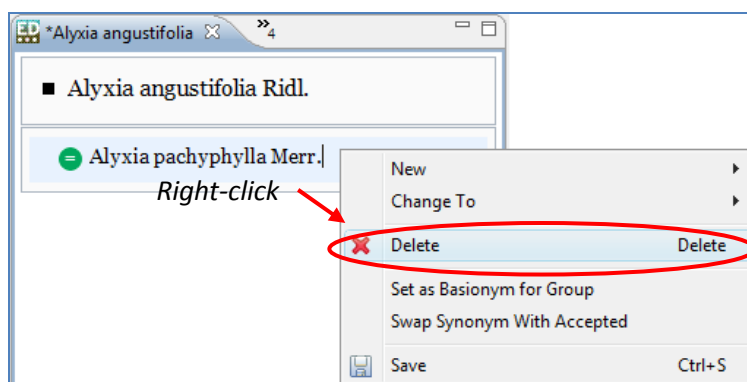 ED *Alyxia angustifolia »4
Alyxia angustifolia Ridl.
= Alyxia pachyphylla Merr.
Right-click
New
Change To
Delete Delete
Set as Basionym for Group
Swap Synonym With Accepted
Save Ctrl+S